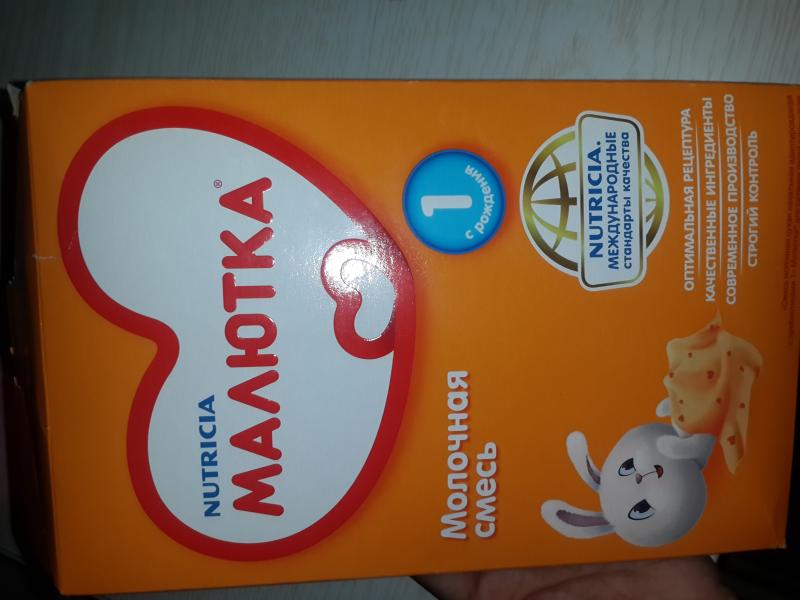 NUTRICIA
МАЛЮТКА®
1
с рождения
NUTRICIA.
МЕЖДУНАРОДНЫЕ
стандарты качества
Молочная
смесь
ОПТИМАЛЬНАЯ РЕЦЕПТУРА
КАЧЕСТВЕННЫЕ ИНГРЕДИЕНТЫ
СОВРЕМЕННОЕ ПРОИЗВОДСТВО
СТРОГИЙ КОНТРОЛЬ